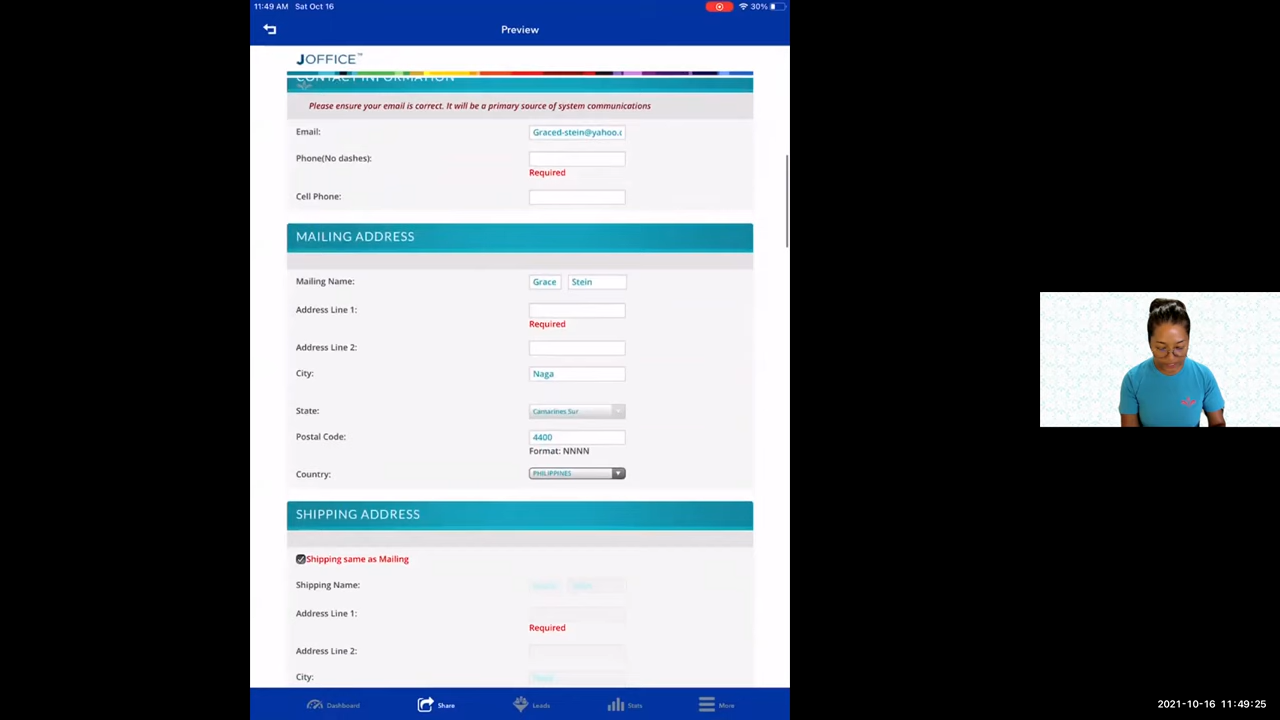 11:49 AM Sat Oct 16 30%
Preview
JOFFICE™
CONTACT INFORMATION
Please ensure your email is correct. It will be a primary source of system communications
Email: Graced-stein@yahoo.c
Phone(No dashes):
Required
Cell Phone:
MAILING ADDRESS
Mailing Name: Grace Stein
Address Line 1:
Required
Address Line 2:
City: Naga
State: Camarines Sur
Postal Code: 4400
Format: NNNN
Country: PHILIPPINES
SHIPPING ADDRESS
Shipping same as Mailing
Shipping Name:
Address Line 1:
Required
Address Line 2:
City:
Dashboard Share Leads Stats More
2021-10-16 11:49:25